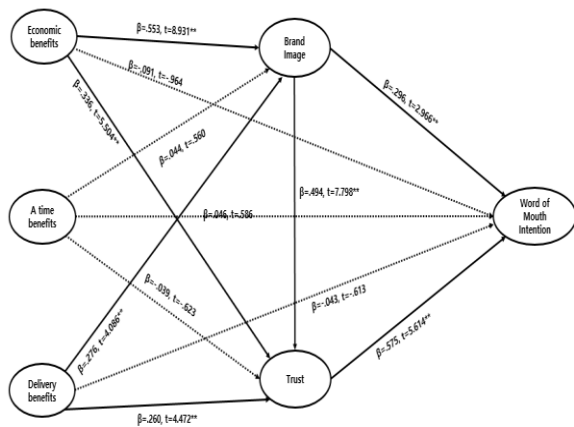 Economic
benefits
β=.553, t=8.931**
Brand
Image
β=-.091, t=-.964
β=.336, t=5.504**
β=.296, t=2.966**
β=.044, t=.560
β=.494, t=7.798**
A time
benefits
β=.046, t=.586
Word of
Mouth
Intention
β=-.039, t=-.623
β=-.043, t=-.613
β=.276, t=4.086**
β=.575, t=5.614**
Delivery
benefits
Trust
β=.260, t=4.472**